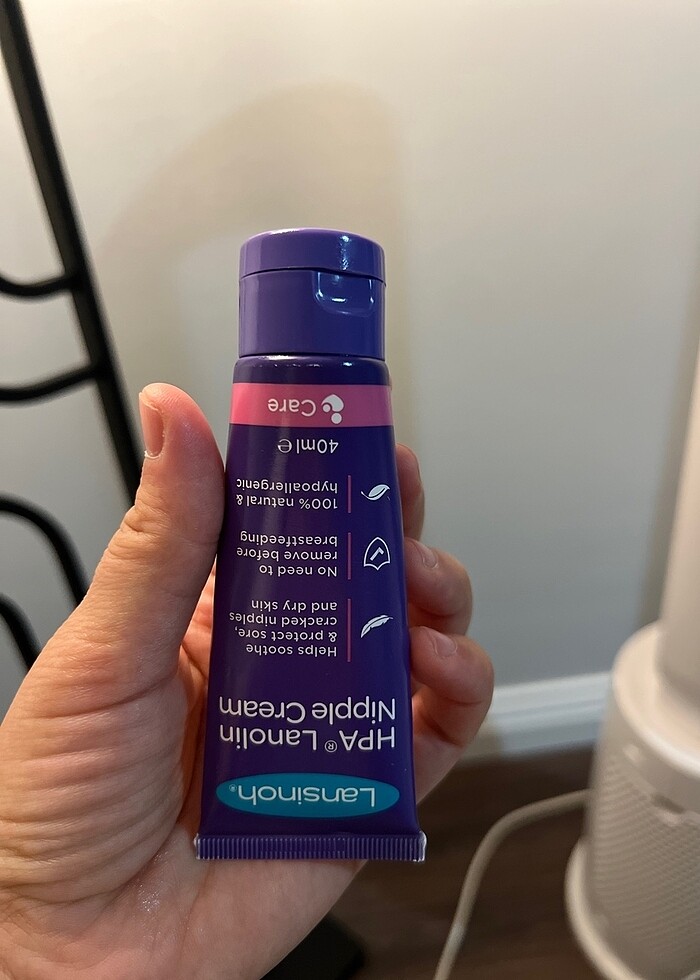 Lansinoh®
HPA® Lanolin
Nipple Cream
Helps soothe
& protect sore,
cracked nipples
and dry skin
No need to
remove before
breastfeeding
100% natural &
hypoallergenic
40ml ℮
Care